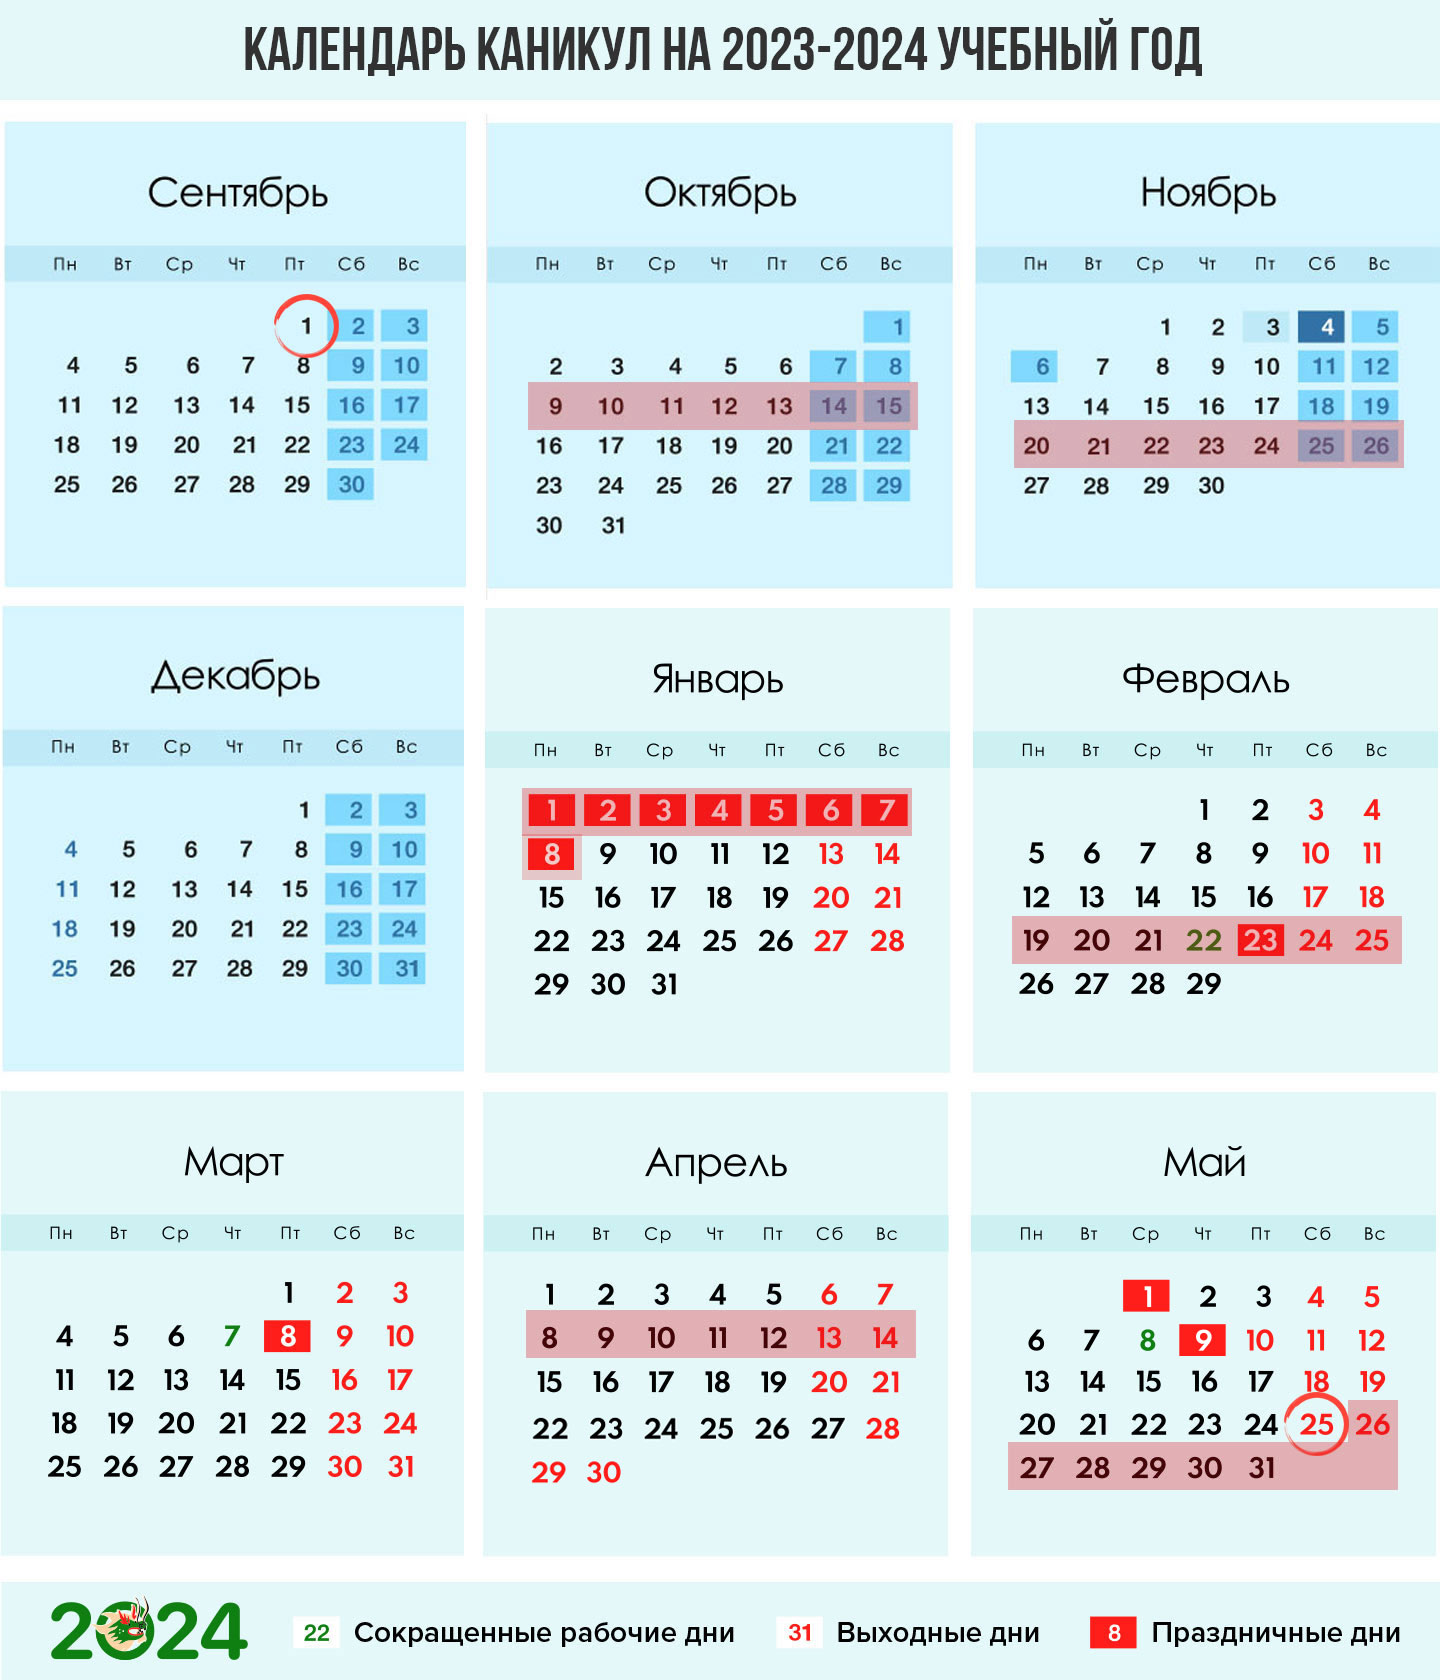 КАЛЕНДАРЬ КАНИКУЛ НА 2023-2024 УЧЕБНЫЙ ГОД
Сентябрь
Пн Вт Ср Чт Пт Сб Вс
1 2 3
4 5 6 7 8 9 10
11 12 13 14 15 16 17
18 19 20 21 22 23 24
25 26 27 28 29 30
Октябрь
Пн Вт Ср Чт Пт Сб Вс
1
2 3 4 5 6 7 8
9 10 11 12 13 14 15
16 17 18 19 20 21 22
23 24 25 26 27 28 29
30 31
Ноябрь
Пн Вт Ср Чт Пт Сб Вс
1 2 3 4 5
6 7 8 9 10 11 12
13 14 15 16 17 18 19
20 21 22 23 24 25 26
27 28 29 30
Декабрь
Пн Вт Ср Чт Пт Сб Вс
1 2 3
4 5 6 7 8 9 10
11 12 13 14 15 16 17
18 19 20 21 22 23 24
25 26 27 28 29 30 31
Январь
Пн Вт Ср Чт Пт Сб Вс
1 2 3 4 5 6 7
8 9 10 11 12 13 14
15 16 17 18 19 20 21
22 23 24 25 26 27 28
29 30 31
Февраль
Пн Вт Ср Чт Пт Сб Вс
1 2 3 4
5 6 7 8 9 10 11
12 13 14 15 16 17 18
19 20 21 22 23 24 25
26 27 28 29
Март
Пн Вт Ср Чт Пт Сб Вс
1 2 3
4 5 6 7 8 9 10
11 12 13 14 15 16 17
18 19 20 21 22 23 24
25 26 27 28 29 30 31
Апрель
Пн Вт Ср Чт Пт Сб Вс
1 2 3 4 5 6 7
8 9 10 11 12 13 14
15 16 17 18 19 20 21
22 23 24 25 26 27 28
29 30
Май
Пн Вт Ср Чт Пт Сб Вс
1 2 3 4 5
6 7 8 9 10 11 12
13 14 15 16 17 18 19
20 21 22 23 24 25 26
27 28 29 30 31
2024 22 Сокращенные рабочие дни 31 Выходные дни 8 Праздничные дни